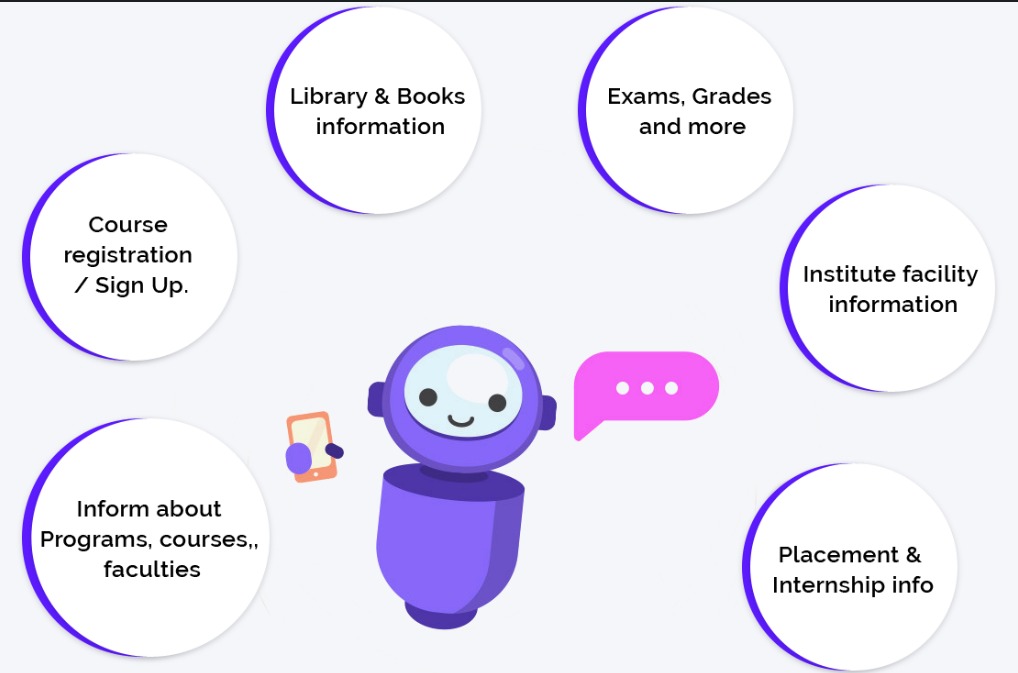 Library & Books
information
Exams, Grades
and more
Course
registration
/ Sign Up.
Institute facility
information
Inform about
Programs, courses,,
faculties
Placement &
Internship info